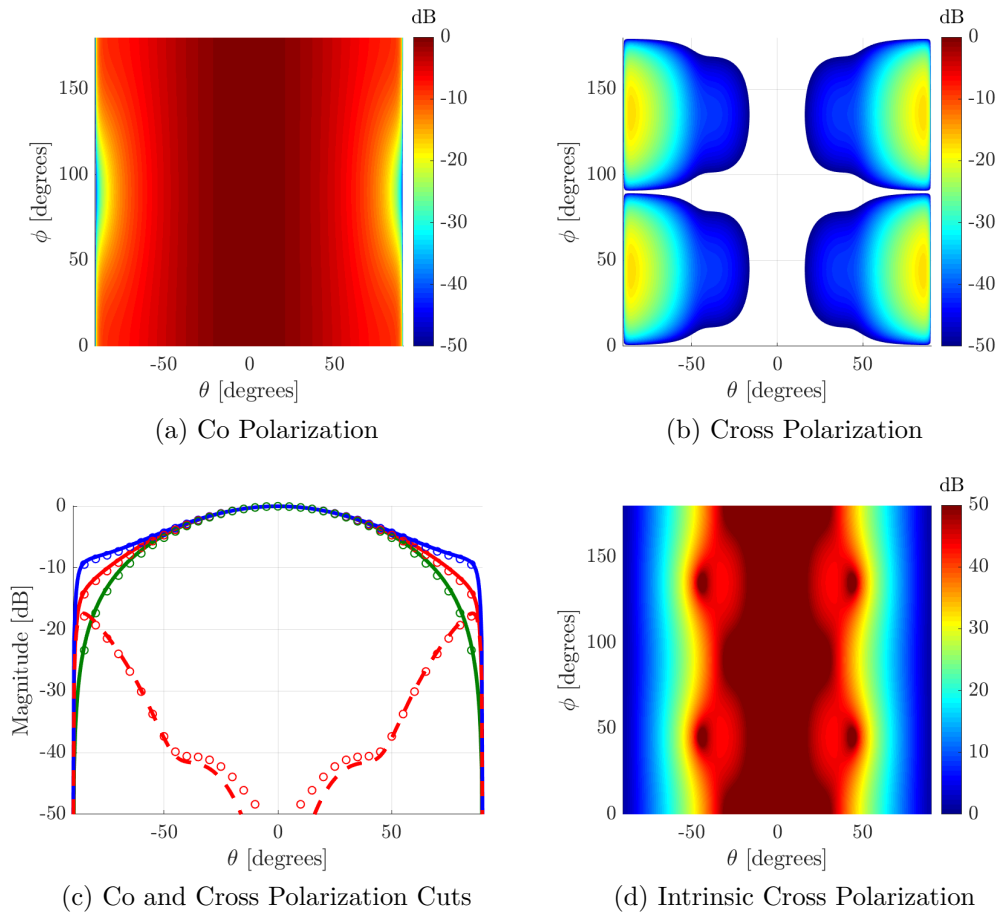 dB
0
-10
-20
-30
-40
-50
150
100
50
0
ϕ [degrees]
-50 0 50
θ [degrees]
(a) Co Polarization
dB
0
-10
-20
-30
-40
-50
150
100
50
0
ϕ [degrees]
-50 0 50
θ [degrees]
(b) Cross Polarization
0
-10
-20
-30
-40
-50
Magnitude [dB]
-50 0 50
θ [degrees]
(c) Co and Cross Polarization Cuts
dB
50
40
30
20
10
0
150
100
50
0
ϕ [degrees]
-50 0 50
θ [degrees]
(d) Intrinsic Cross Polarization